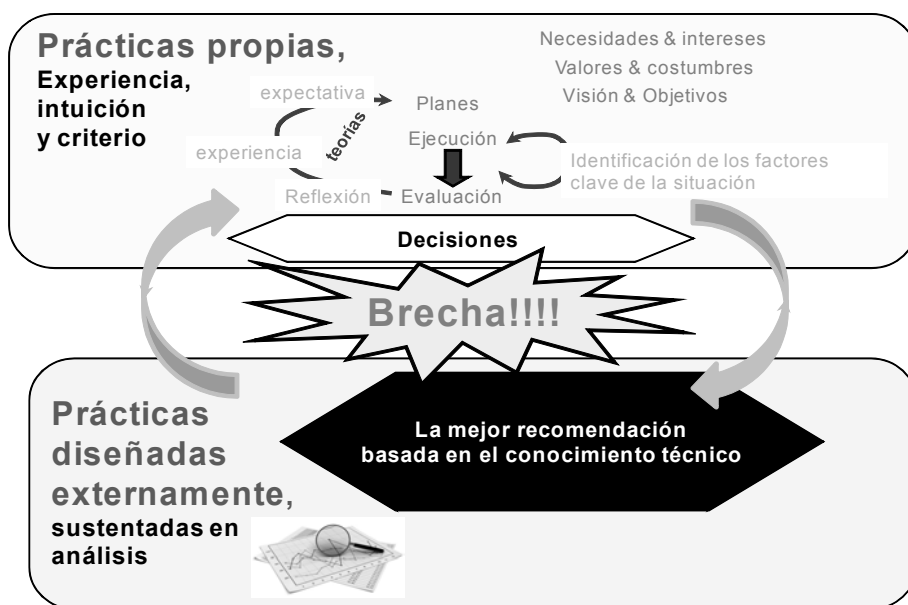 Prácticas propias,
Experiencia,
intuición
y criterio
Necesidades & intereses
Valores & costumbres
Visión & Objetivos
expectativa
Planes
teorías
Ejecución
experiencia
Identificación de los factores
clave de la situación
Reflexión
Evaluación
Decisiones
Brecha!!!!
Prácticas
diseñadas
externamente,
sustentadas en
análisis
La mejor recomendación
basada en el conocimiento técnico